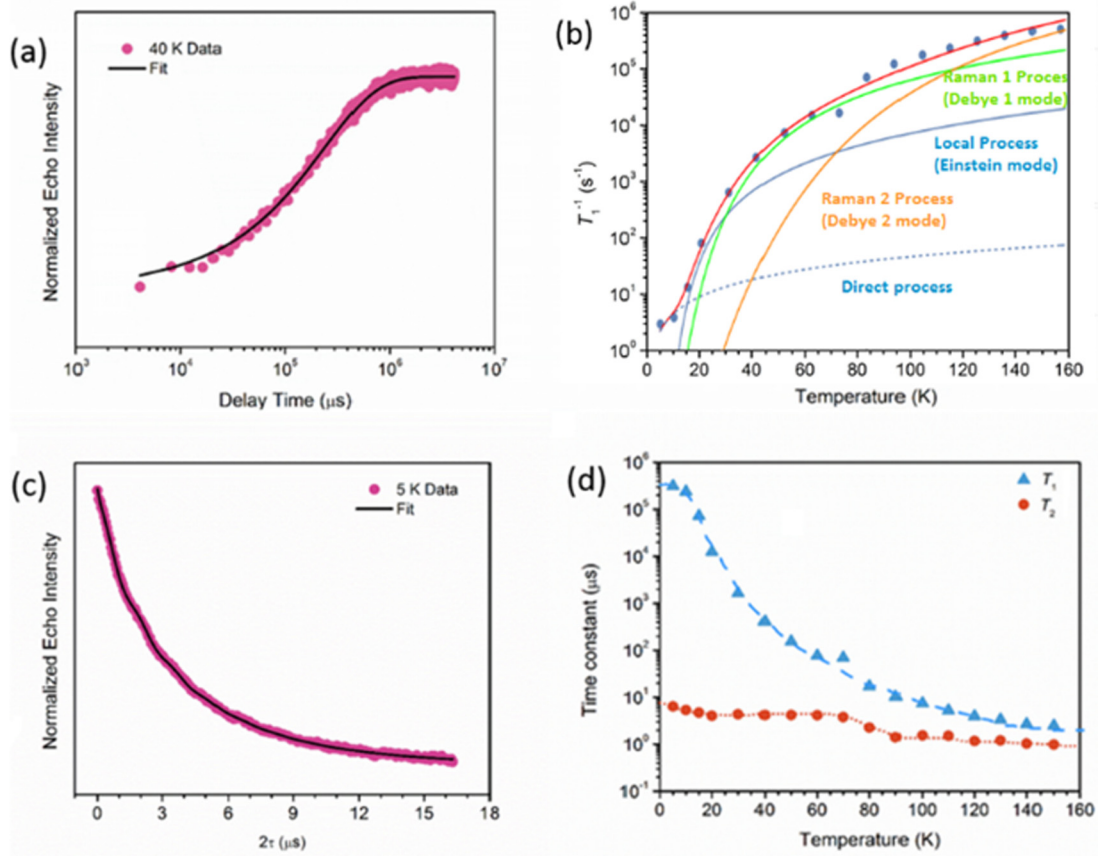 (a)
40 K Data
Fit
Normalized Echo Intensity
10³ 10⁴ 10⁵ 10⁶ 10⁷
Delay Time (μs)
(b)
10⁶
10⁵
10⁴
10³
10²
10¹
10⁰
T₁⁻¹ (s⁻¹)
Raman 1 Proces
(Debye 1 mode)
Local Process
(Einstein mode)
Raman 2 Process
(Debye 2 mode)
Direct process
0 20 40 60 80 100 120 140 160
Temperature (K)
(c)
5 K Data
Fit
Normalized Echo Intensity
0 3 6 9 12 15 18
2τ (μs)
(d)
T₁
T₂
10⁶
10⁵
10⁴
10³
10²
10¹
10⁰
10⁻¹
Time constant (μs)
0 20 40 60 80 100 120 140 160
Temperature (K)